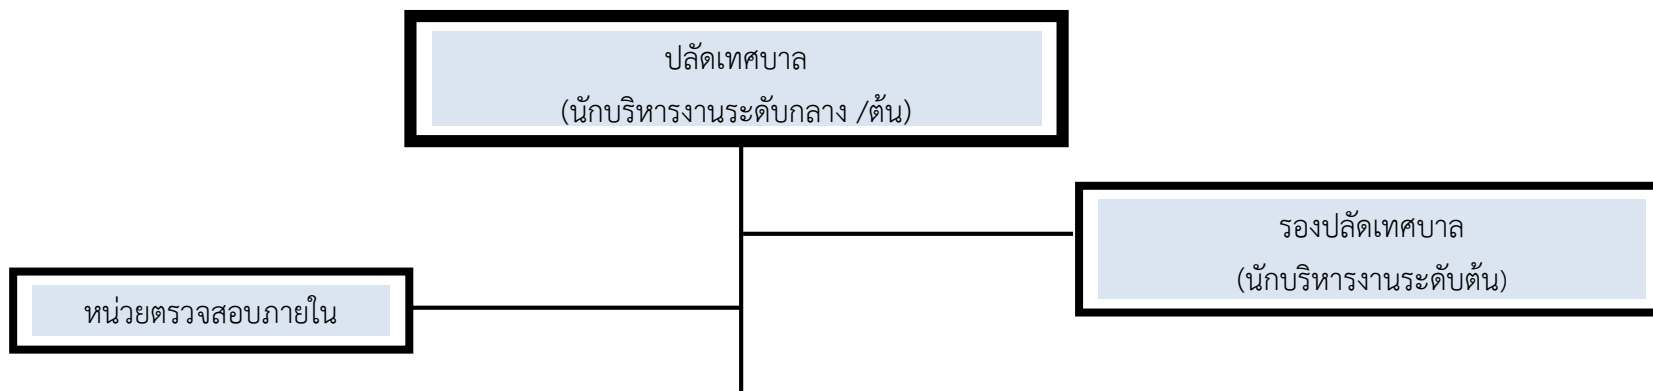 ปลัดเทศบาล
(นักบริหารงานระดับกลาง /ต้น)
รองปลัดเทศบาล
(นักบริหารงานระดับต้น)
หน่วยตรวจสอบภายใน